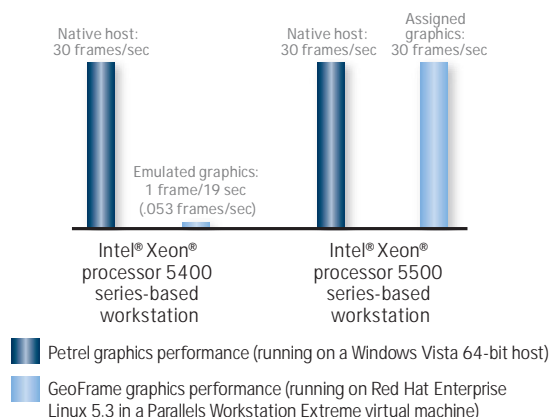 Native host:
30 frames/sec
Emulated graphics:
1 frame/19 sec
(.053 frames/sec)
Native host:
30 frames/sec
Assigned
graphics:
30 frames/sec
Intel® Xeon®
processor 5400
series-based
workstation
Intel® Xeon®
processor 5500
series-based
workstation
Petrel graphics performance (running on a Windows Vista 64-bit host)
GeoFrame graphics performance (running on Red Hat Enterprise
Linux 5.3 in a Parallels Workstation Extreme virtual machine)